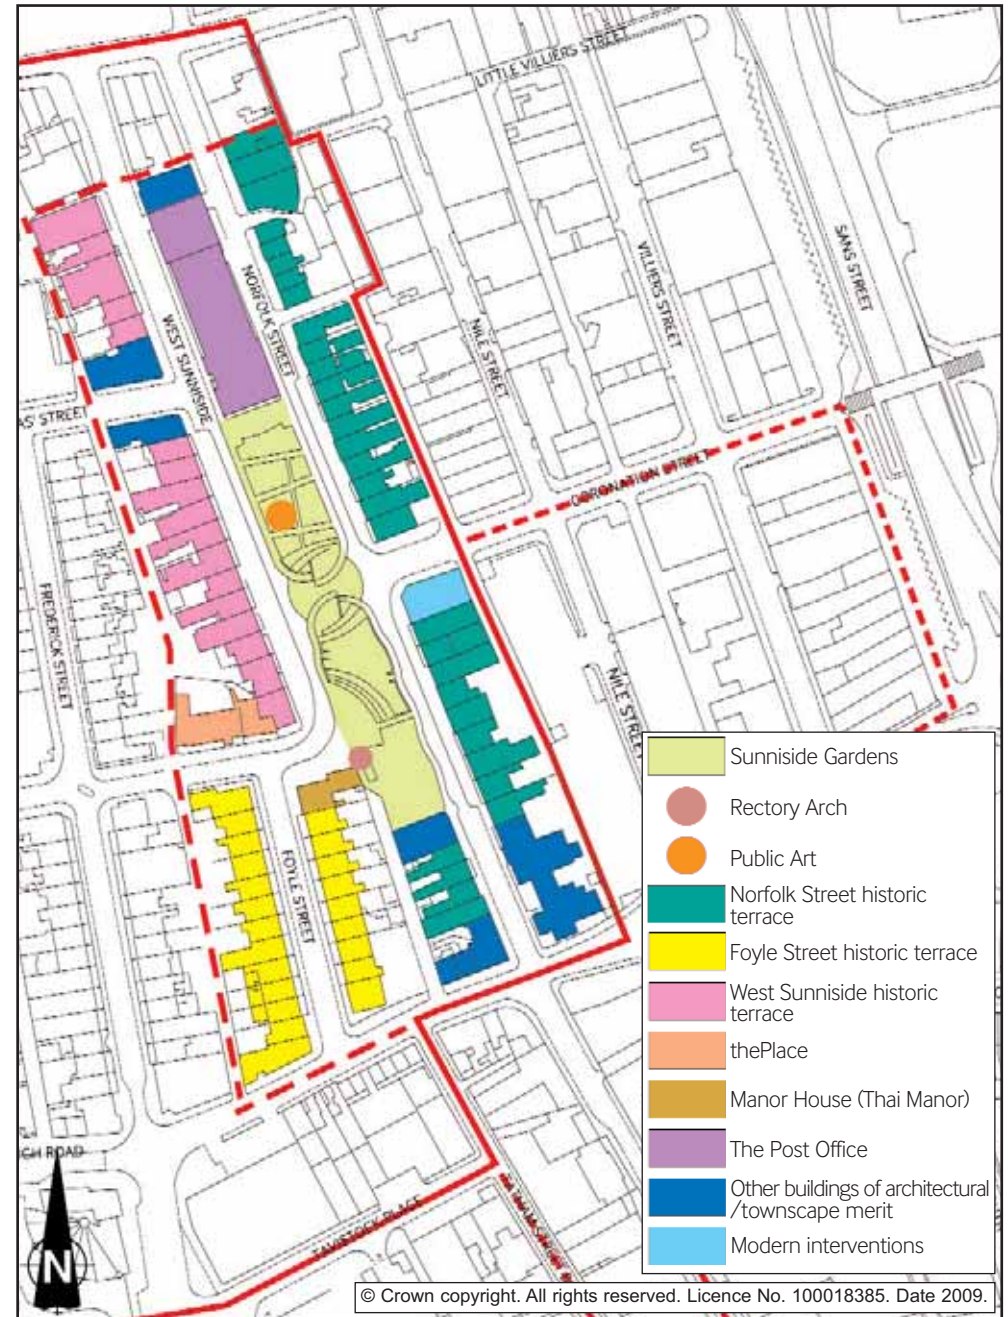 LITTLE VILLIERS STREET
SANS STREET
VILLIERS STREET
NORFOLK STREET
NILE STREET
WEST SUNNISIDE
AS STREET
CORONATION STREET
FREDERICK STREET
NILE STREET
FOYLE STREET
ROAD
TAVISTOCK PLACE
N
Sunniside Gardens
Rectory Arch
Public Art
Norfolk Street historic
terrace
Foyle Street historic terrace
West Sunniside historic
terrace
thePlace
Manor House (Thai Manor)
The Post Office
Other buildings of architectural
/townscape merit
Modern interventions
© Crown copyright. All rights reserved. Licence No. 100018385. Date 2009.